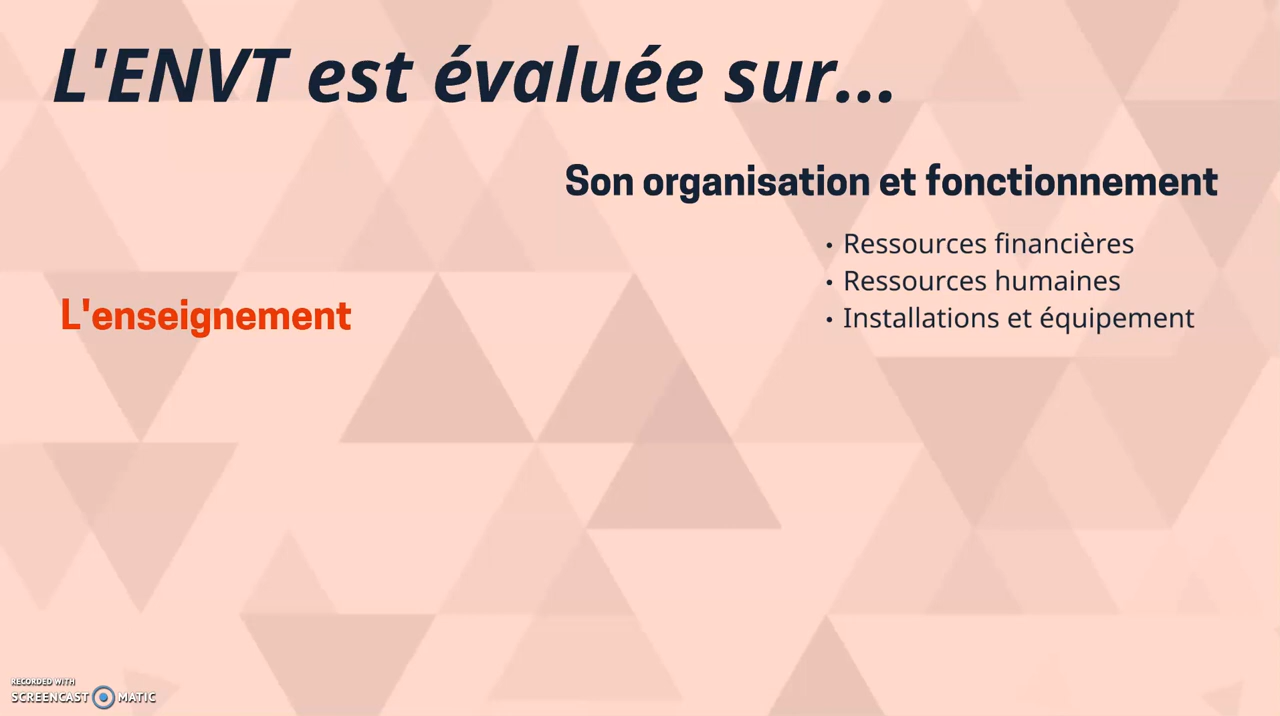 L'ENVT est évaluée sur...
Son organisation et fonctionnement
• Ressources financières
• Ressources humaines
• Installations et équipement
L'enseignement
RECORDED WITH
SCREENCAST MATIC